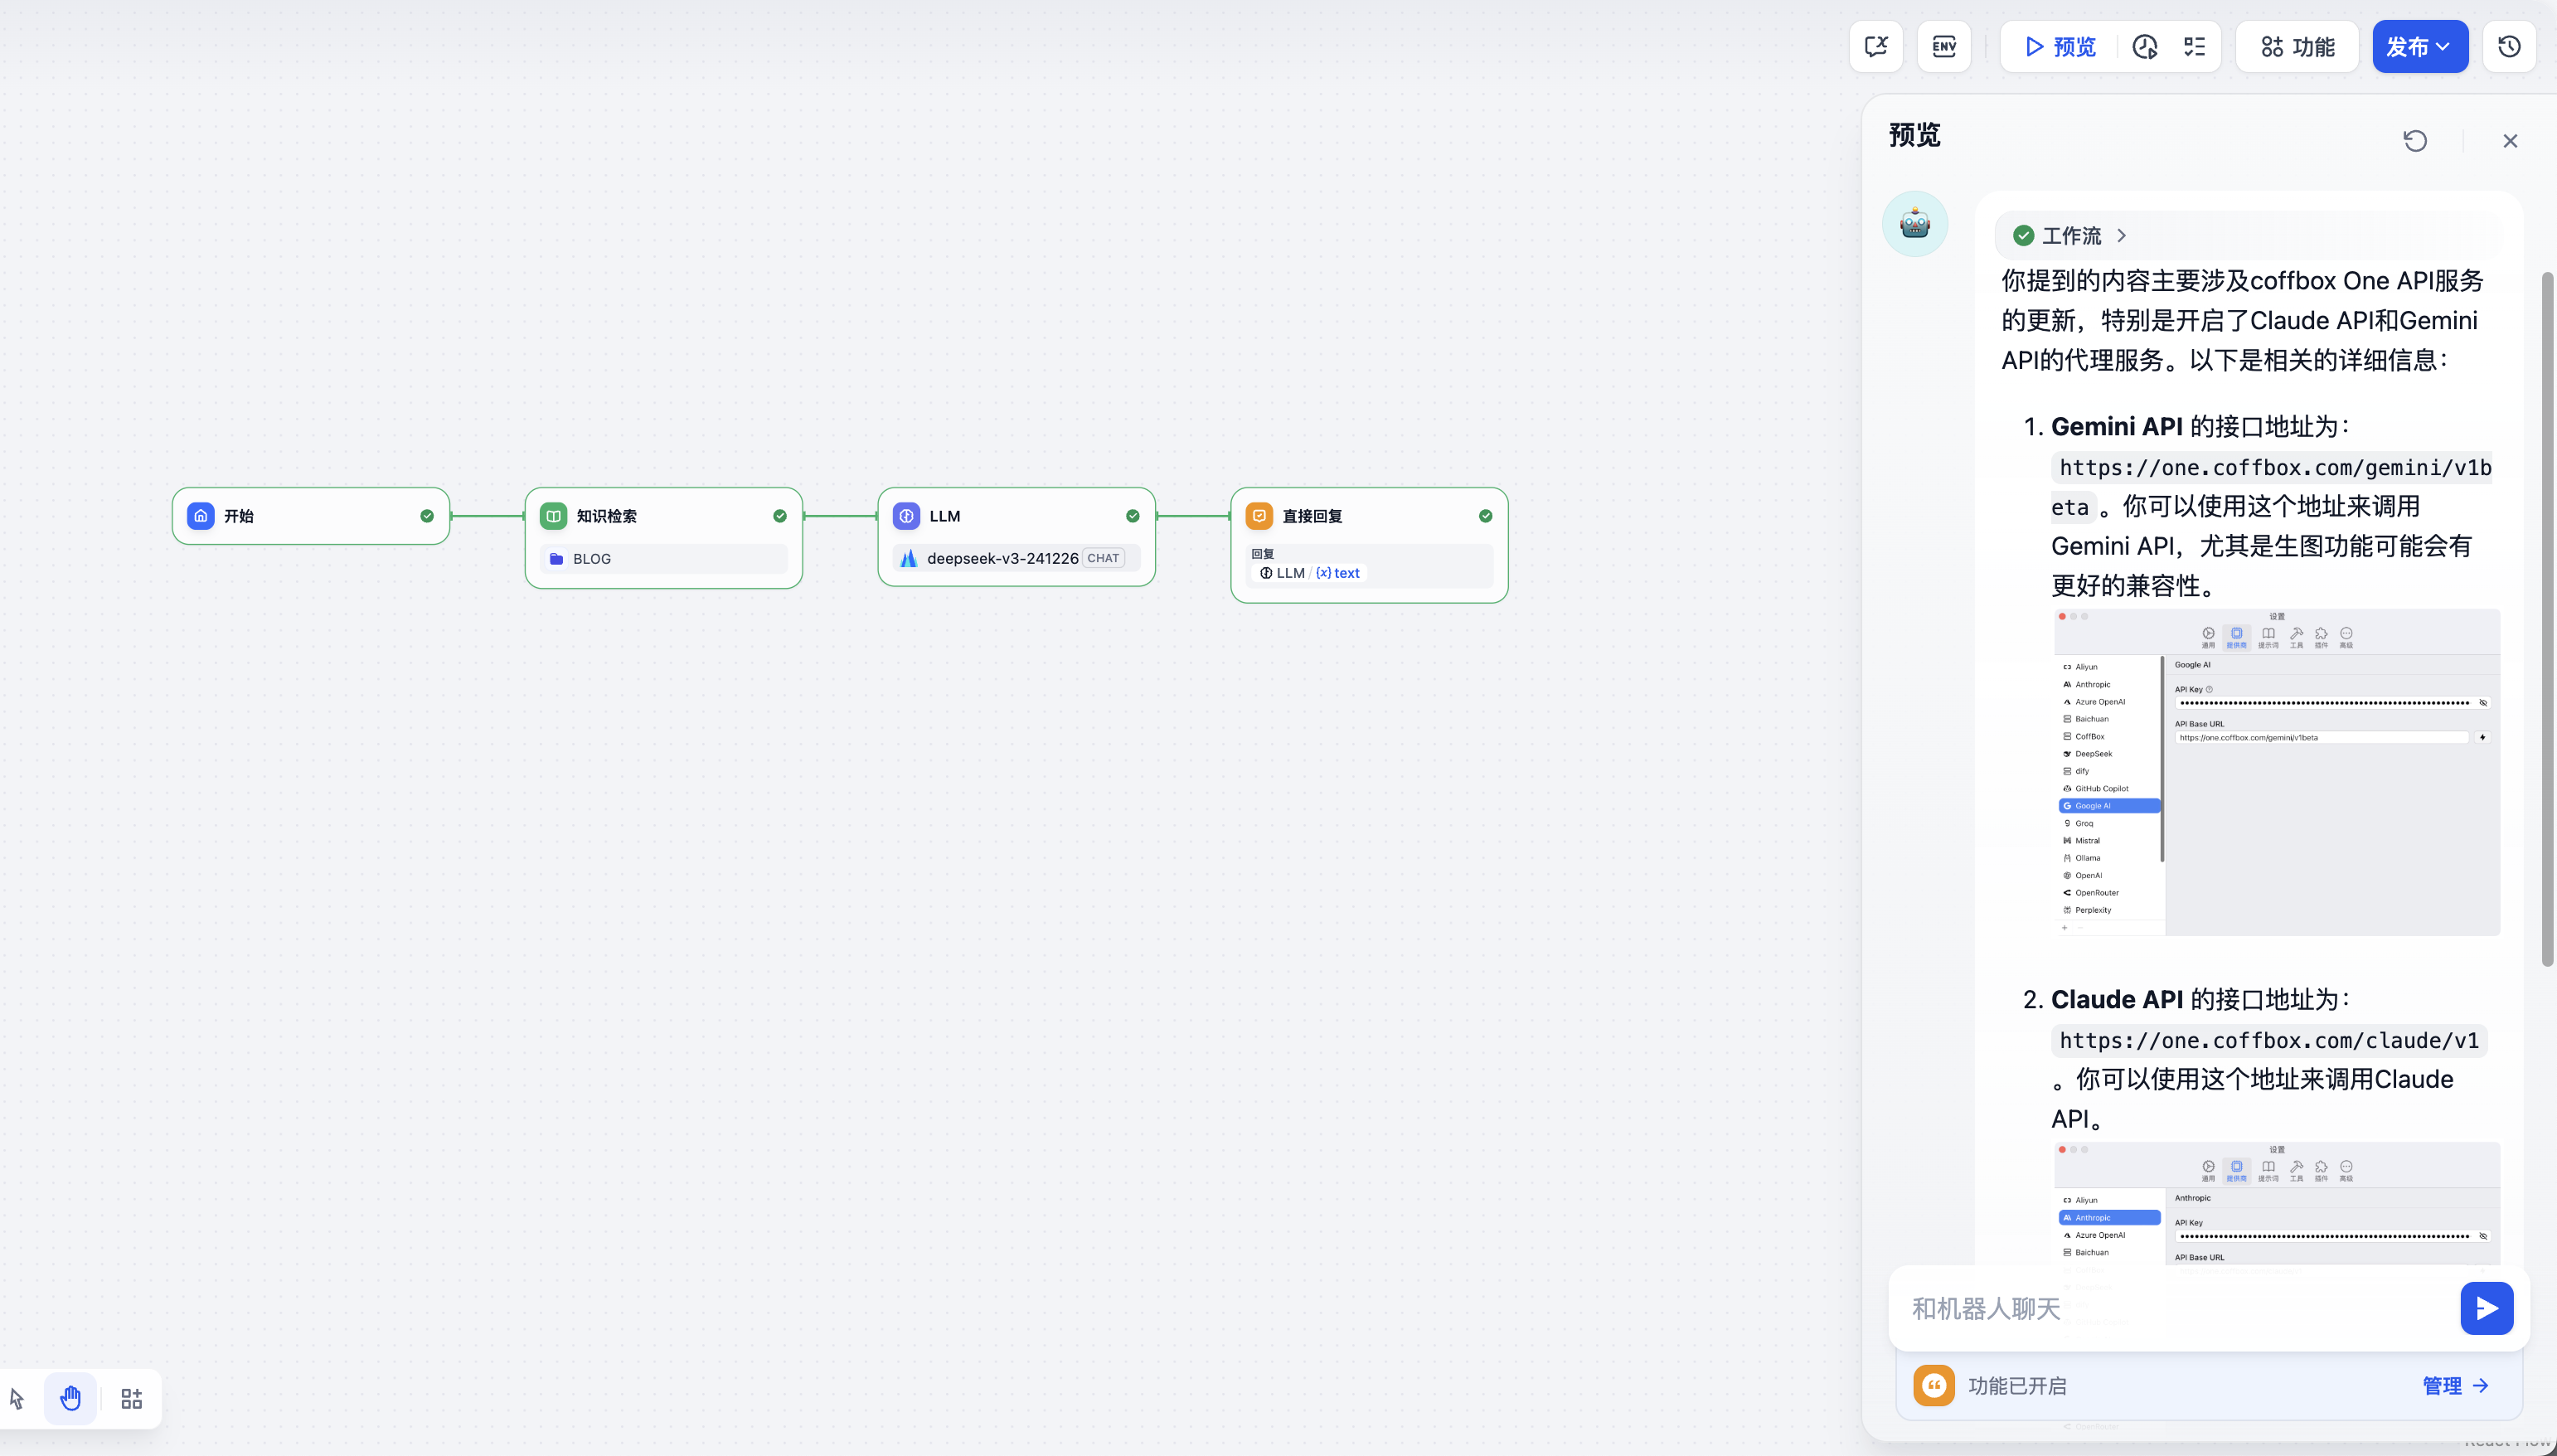 ENV
预览
功能
发布
开始
知识检索
BLOG
LLM
deepseek-v3-241226 CHAT
直接回复
回复
LLM / {x} text
预览
工作流
你提到的内容主要涉及coffbox One API服务
的更新，特别是开启了Claude API和Gemini
API的代理服务。以下是相关的详细信息：
1. Gemini API 的接口地址为：
https://one.coffbox.com/gemini/v1b
eta 。你可以使用这个地址来调用
Gemini API，尤其是生图功能可能会有
更好的兼容性。
设置
通用 提供商 提示词 工具 插件 高级
Aliyun
Anthropic
Azure OpenAI
Baichuan
CoffBox
DeepSeek
dify
GitHub Copilot
Google AI
Groq
Mistral
Ollama
OpenAI
OpenRouter
Perplexity
Google AI
API Key
API Base URL
https://one.coffbox.com/gemini/v1beta
2. Claude API 的接口地址为：
https://one.coffbox.com/claude/v1
。你可以使用这个地址来调用Claude
API。
设置
通用 提供商 提示词 工具 插件 高级
Aliyun
Anthropic
Azure OpenAI
Baichuan
Anthropic
API Key
API Base URL
和机器人聊天
功能已开启
管理
OpenRouter
React Flow